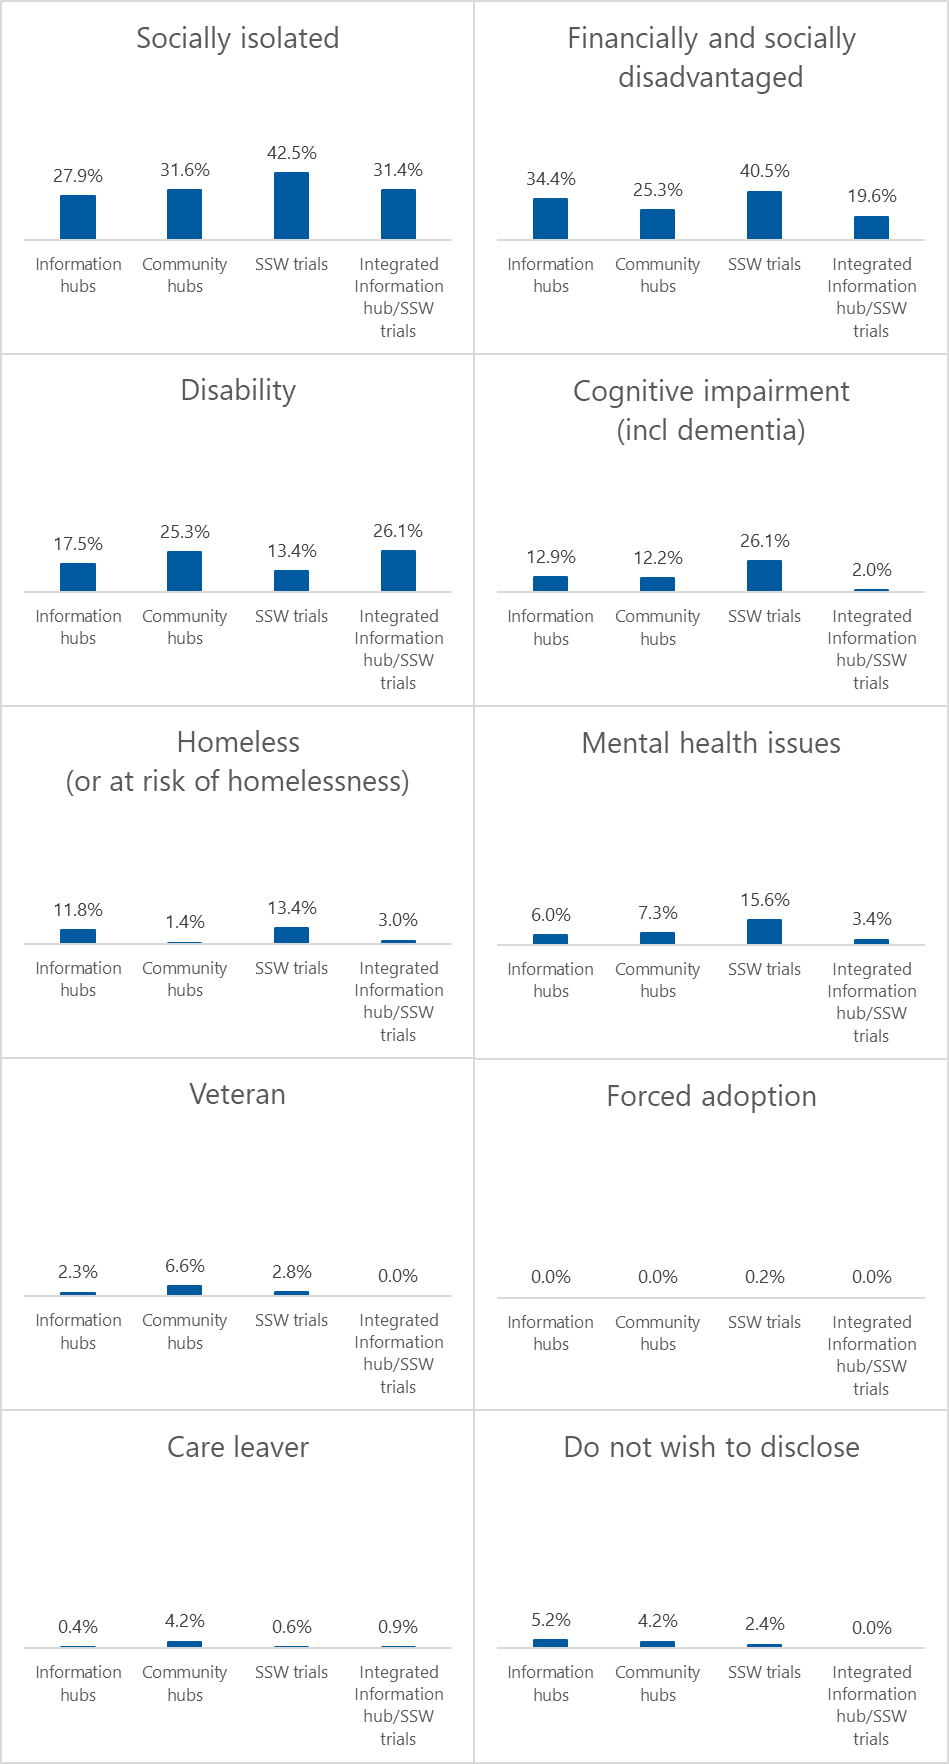 Socially isolated
27.9%
31.6%
42.5%
31.4%
Information
hubs
Community
hubs
SSW trials
Integrated
Information
hub/SSW
trials
Financially and socially
disadvantaged
34.4%
25.3%
40.5%
19.6%
Information
hubs
Community
hubs
SSW trials
Integrated
Information
hub/SSW
trials
Disability
17.5%
25.3%
13.4%
26.1%
Information
hubs
Community
hubs
SSW trials
Integrated
Information
hub/SSW
trials
Cognitive impairment
(incl dementia)
12.9%
12.2%
26.1%
2.0%
Information
hubs
Community
hubs
SSW trials
Integrated
Information
hub/SSW
trials
Homeless
(or at risk of homelessness)
11.8%
1.4%
13.4%
3.0%
Information
hubs
Community
hubs
SSW trials
Integrated
Information
hub/SSW
trials
Mental health issues
6.0%
7.3%
15.6%
3.4%
Information
hubs
Community
hubs
SSW trials
Integrated
Information
hub/SSW
trials
Veteran
2.3%
6.6%
2.8%
0.0%
Information
hubs
Community
hubs
SSW trials
Integrated
Information
hub/SSW
trials
Forced adoption
0.0%
0.0%
0.2%
0.0%
Information
hubs
Community
hubs
SSW trials
Integrated
Information
hub/SSW
trials
Care leaver
0.4%
4.2%
0.6%
0.9%
Information
hubs
Community
hubs
SSW trials
Integrated
Information
hub/SSW
trials
Do not wish to disclose
5.2%
4.2%
2.4%
0.0%
Information
hubs
Community
hubs
SSW trials
Integrated
Information
hub/SSW
trials